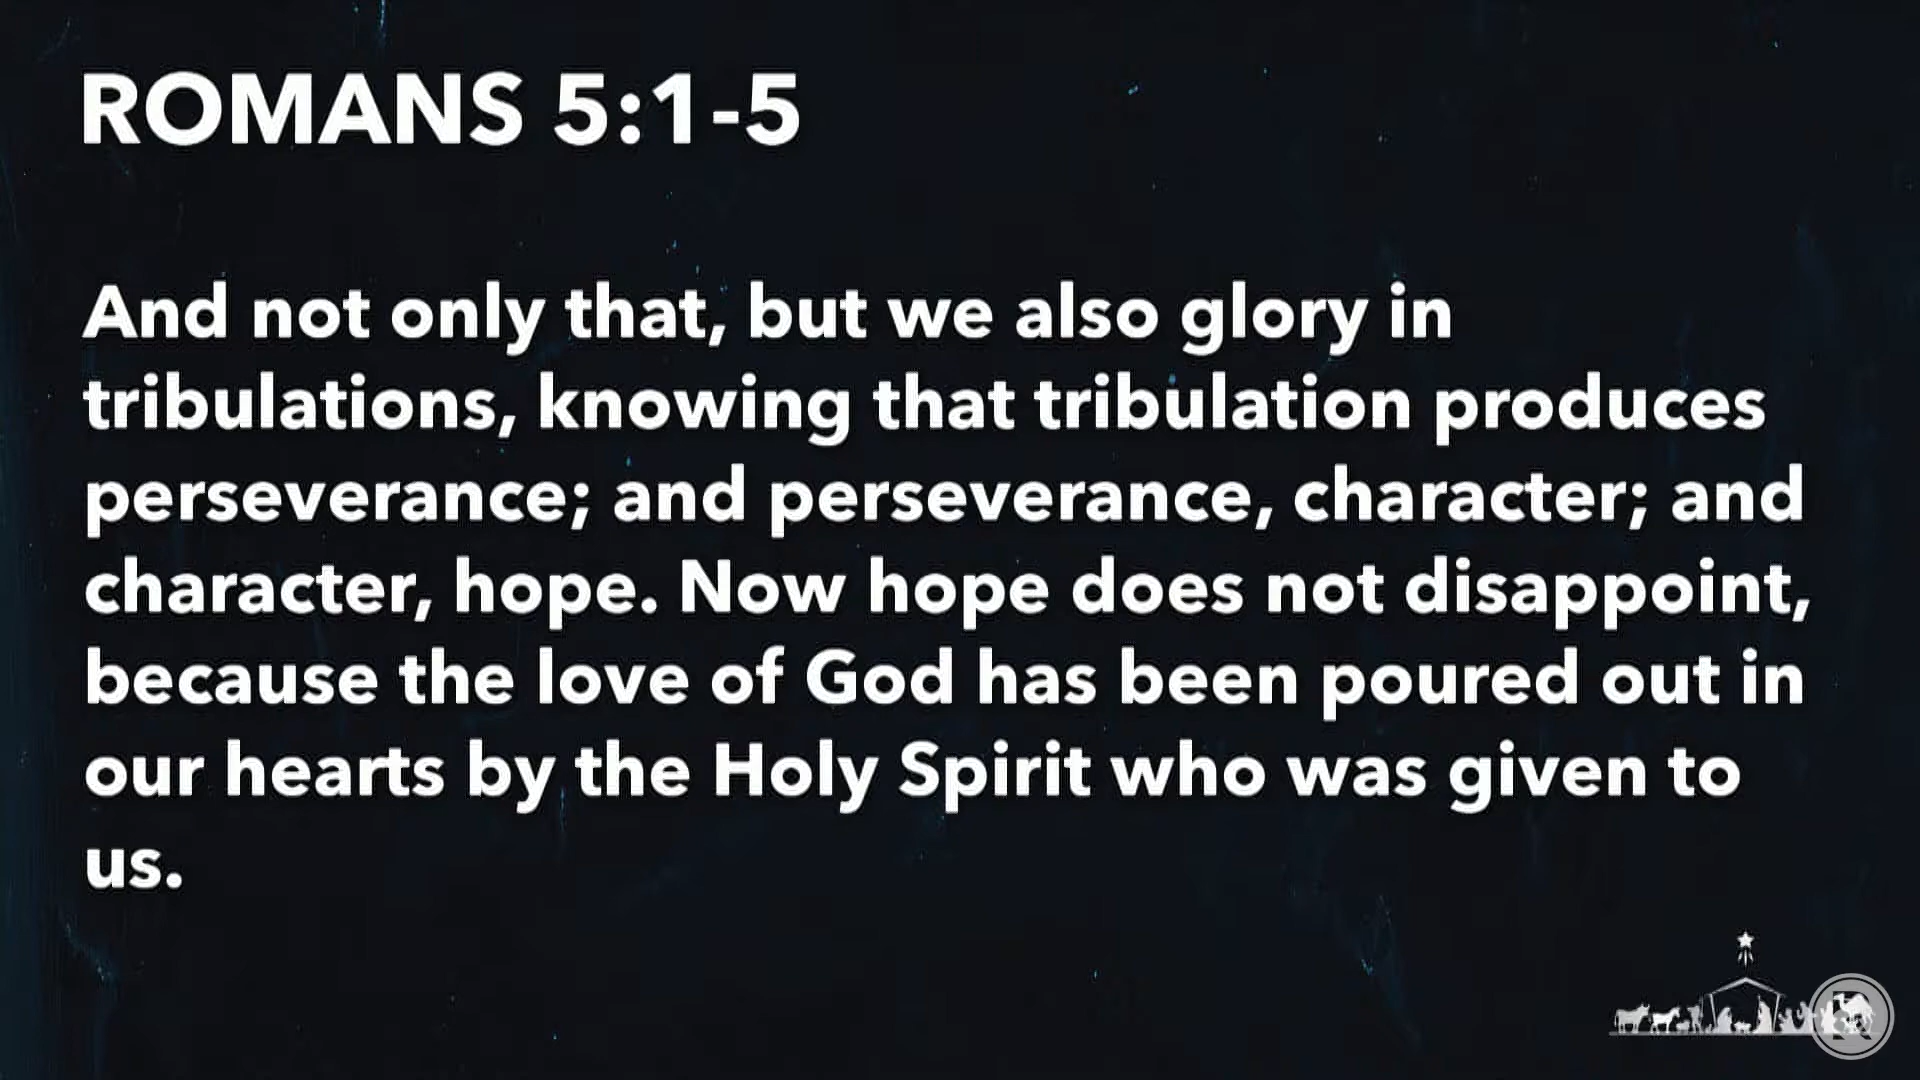 ROMANS 5:1-5
And not only that, but we also glory in
tribulations, knowing that tribulation produces
perseverance; and perseverance, character; and
character, hope. Now hope does not disappoint,
because the love of God has been poured out in
our hearts by the Holy Spirit who was given to
us.